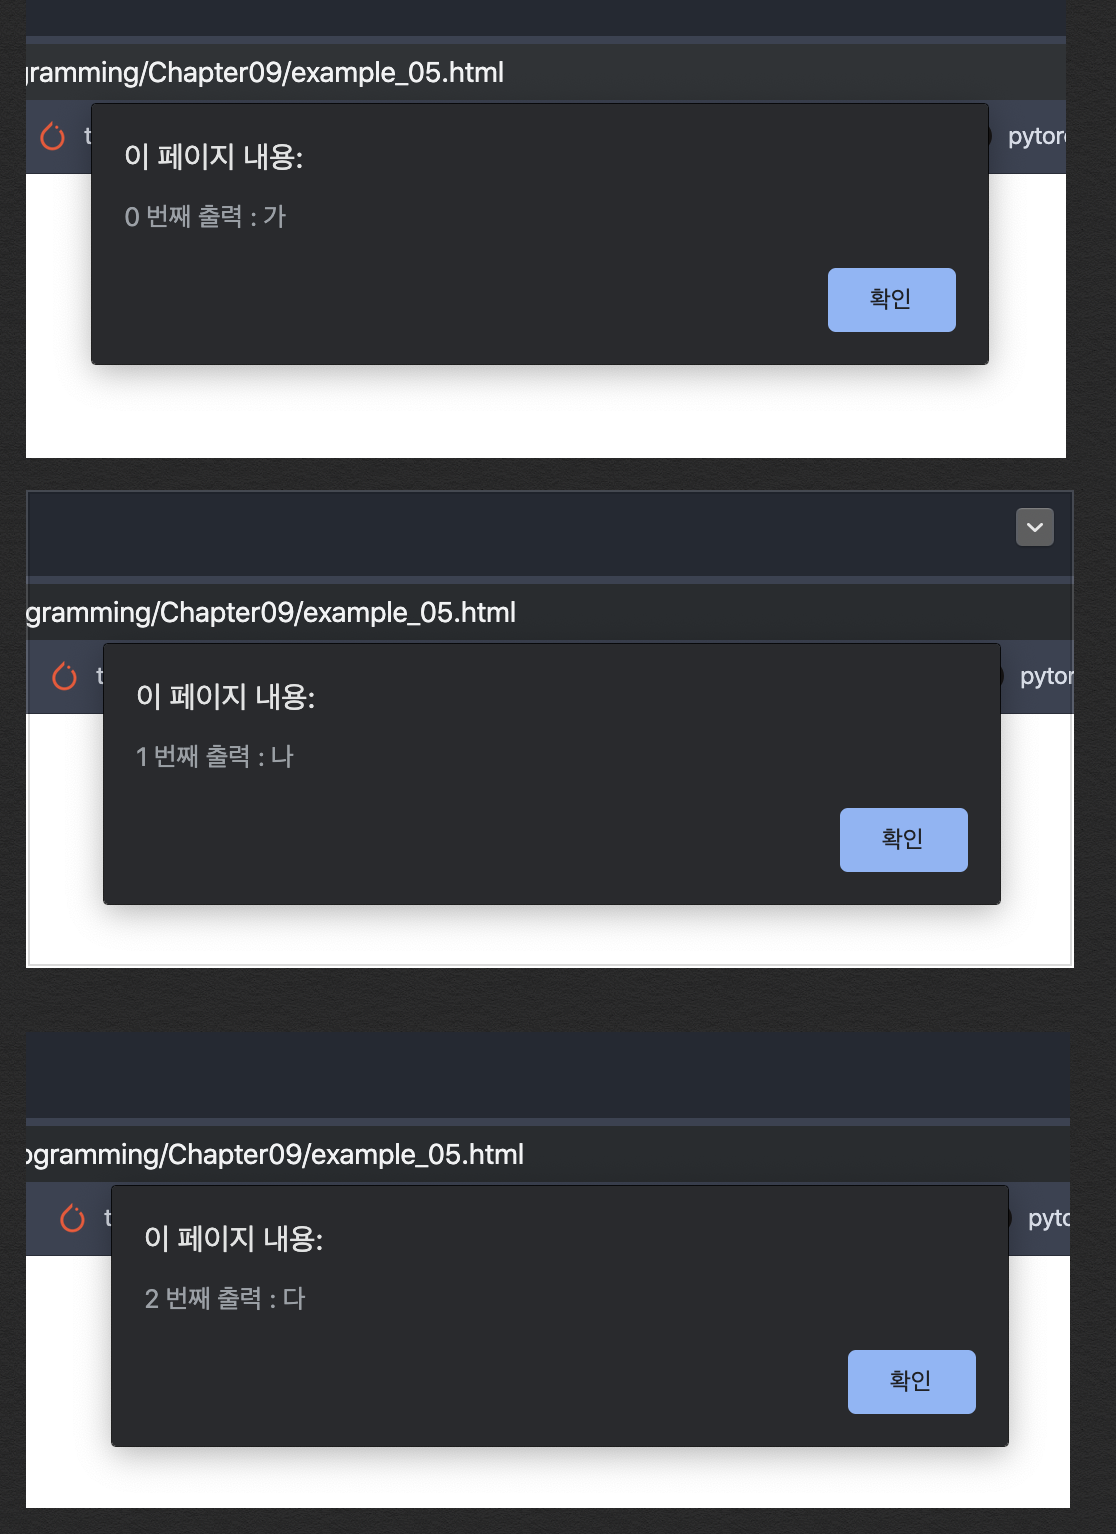 gramming/Chapter09/example_05.html
t
pytor
이 페이지 내용:
0 번째 출력 : 가
확인
gramming/Chapter09/example_05.html
t
pytor
이 페이지 내용:
1 번째 출력 : 나
확인
ogramming/Chapter09/example_05.html
t
pyto
이 페이지 내용:
2 번째 출력 : 다
확인